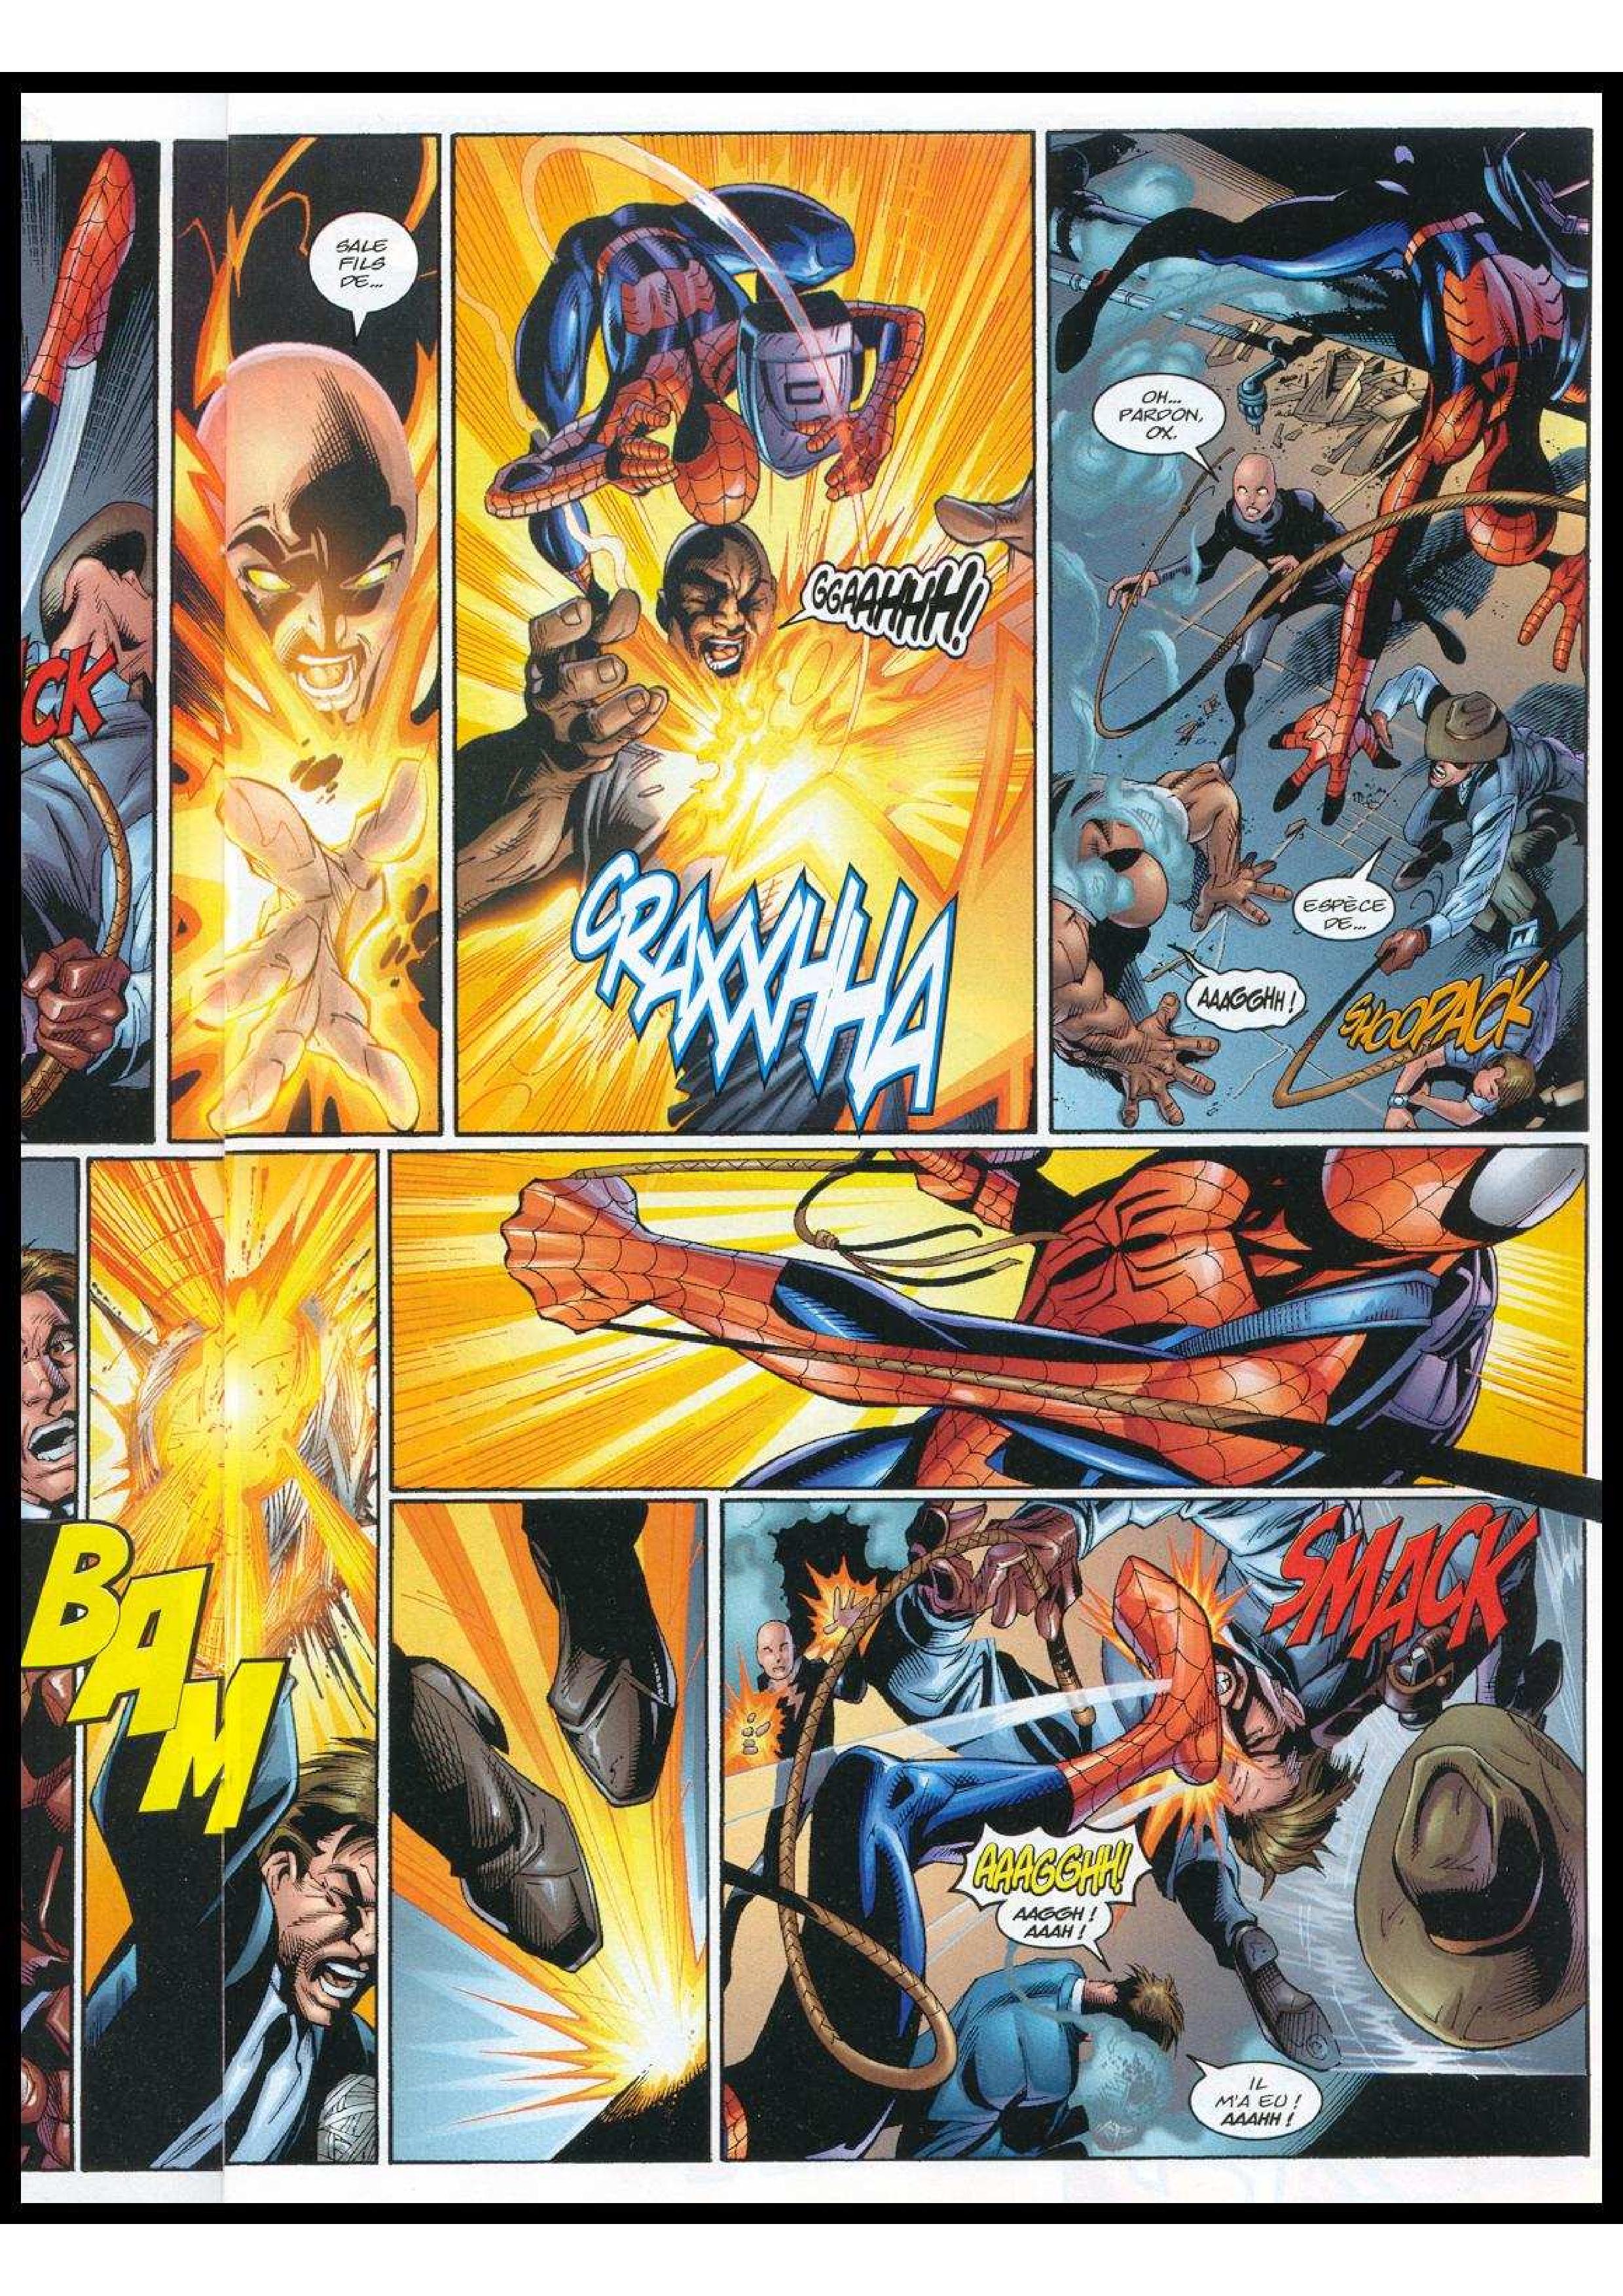 CK
SALE
FILS
DE...
GGAAHHH!
CRAXXHHA
OH...
PARDON,
OX.
ESPÈCE
DE...
AAAGGHH !
SHOOPACK
BAM
SMACK
AAAGGHH!
AAGGH !
AAAH !
IL
M'A EU !
AAAHH !